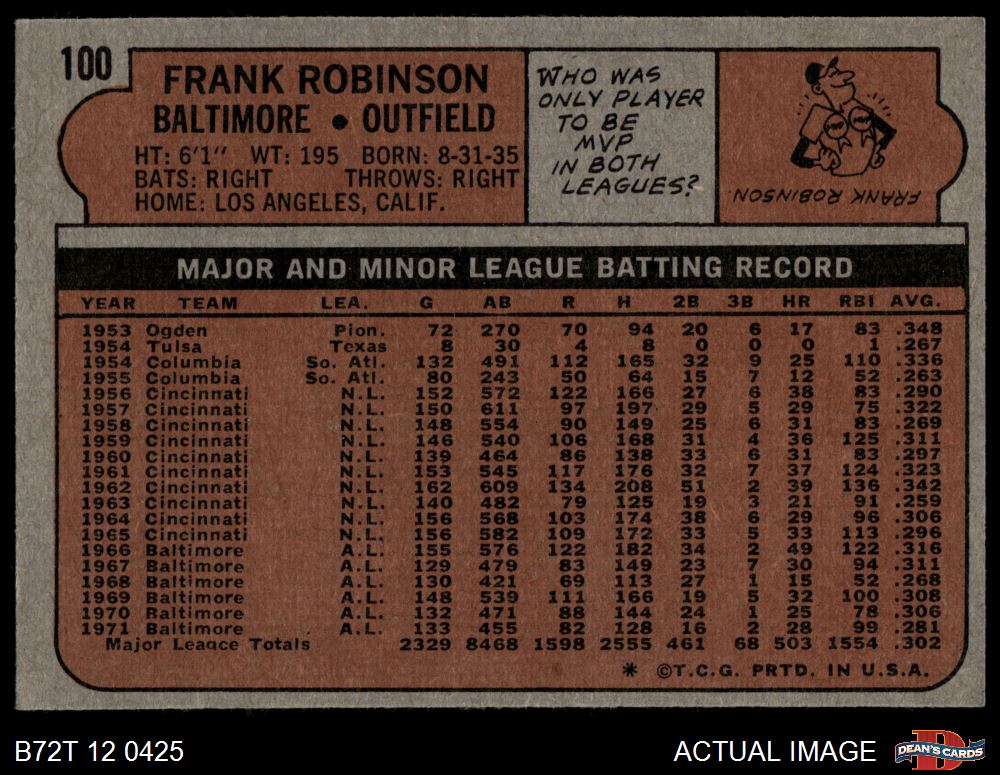 100
FRANK ROBINSON
BALTIMORE • OUTFIELD
HT: 6'1" WT: 195 BORN: 8-31-35
BATS: RIGHT THROWS: RIGHT
HOME: LOS ANGELES, CALIF.
WHO WAS
ONLY PLAYER
TO BE
MVP
IN BOTH
LEAGUES?
FRANK ROBINSON.
MAJOR AND MINOR LEAGUE BATTING RECORD
YEAR TEAM LEA. G AB R H 2B 3B HR RBI AVG.
1953 Ogden Pion. 72 270 70 94 20 6 17 83 .348
1954 Tulsa Texas 8 30 4 8 0 0 0 1 .267
1954 Columbia So. Atl. 132 491 112 165 32 9 25 110 .336
1955 Columbia So. Atl. 80 243 50 64 15 7 12 52 .263
1956 Cincinnati N.L. 152 572 122 166 27 6 38 83 .290
1957 Cincinnati N.L. 150 611 97 197 29 5 29 75 .322
1958 Cincinnati N.L. 148 554 90 149 25 6 31 83 .269
1959 Cincinnati N.L. 146 540 106 168 31 4 36 125 .311
1960 Cincinnati N.L. 139 464 86 138 33 6 31 83 .297
1961 Cincinnati N.L. 153 545 117 176 32 7 37 124 .323
1962 Cincinnati N.L. 162 609 134 208 51 2 39 136 .342
1963 Cincinnati N.L. 140 482 79 125 19 3 21 91 .259
1964 Cincinnati N.L. 156 568 103 174 38 6 29 96 .306
1965 Cincinnati N.L. 156 582 109 172 33 5 33 113 .296
1966 Baltimore A.L. 155 576 122 182 34 2 49 122 .316
1967 Baltimore A.L. 129 479 83 149 23 7 30 94 .311
1968 Baltimore A.L. 130 421 69 113 27 1 15 52 .268
1969 Baltimore A.L. 148 539 111 166 19 5 32 100 .308
1970 Baltimore A.L. 132 471 88 144 24 1 25 78 .306
1971 Baltimore A.L. 133 455 82 128 16 2 28 99 .281
Major League Totals 2329 8468 1598 2555 461 68 503 1554 .302
* ©T.C.G. PRTD. IN U.S.A.
B72T 12 0425
ACTUAL IMAGE
DEAN'S CARDS